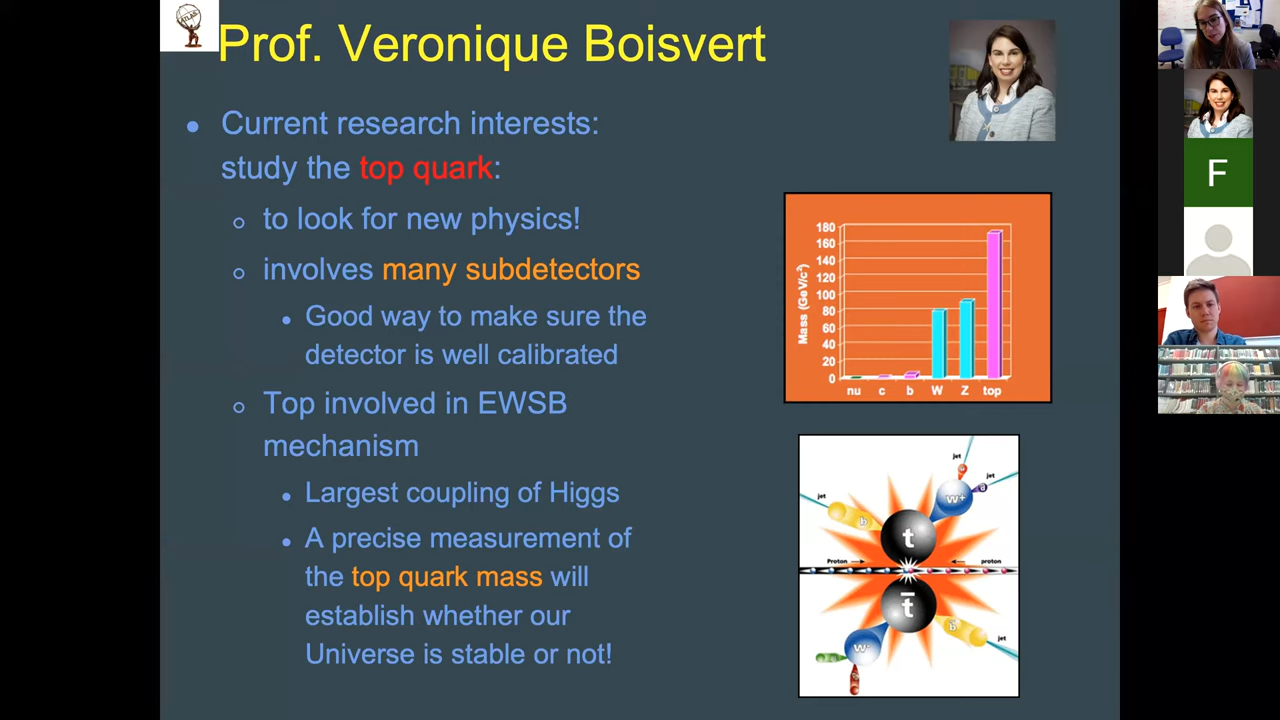 ATLAS
Prof. Veronique Boisvert
● Current research interests:
study the top quark:
○ to look for new physics!
○ involves many subdetectors
● Good way to make sure the
detector is well calibrated
○ Top involved in EWSB
mechanism
● Largest coupling of Higgs
● A precise measurement of
the top quark mass will
establish whether our
Universe is stable or not!
Mass (GeV/c²)
180
160
140
120
100
80
60
40
20
0
nu c b W Z top
jet
jet
jet
b
W+
t
Proton
proton
t̄
b̄
jet
W-
F